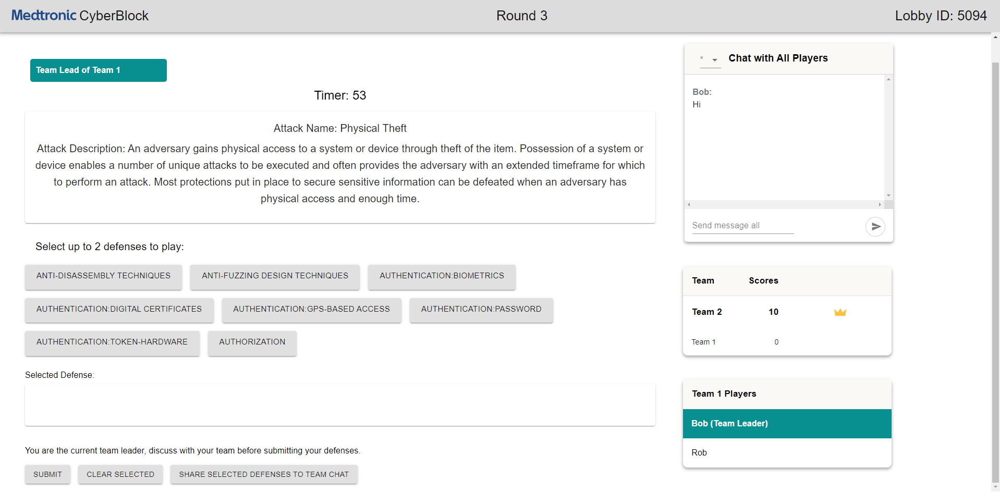 Medtronic CyberBlock
Round 3
Lobby ID: 5094
Team Lead of Team 1
Timer: 53
Attack Name: Physical Theft
Attack Description: An adversary gains physical access to a system or device through theft of the item. Possession of a system or
device enables a number of unique attacks to be executed and often provides the adversary with an extended timeframe for which
to perform an attack. Most protections put in place to secure sensitive information can be defeated when an adversary has
physical access and enough time.
Select up to 2 defenses to play:
ANTI-DISASSEMBLY TECHNIQUES
ANTI-FUZZING DESIGN TECHNIQUES
AUTHENTICATION:BIOMETRICS
AUTHENTICATION:DIGITAL CERTIFICATES
AUTHENTICATION:GPS-BASED ACCESS
AUTHENTICATION:PASSWORD
AUTHENTICATION:TOKEN-HARDWARE
AUTHORIZATION
Selected Defense:
You are the current team leader, discuss with your team before submitting your defenses.
SUBMIT
CLEAR SELECTED
SHARE SELECTED DEFENSES TO TEAM CHAT
* Chat with All Players
Bob:
Hi
Send message all
Team Scores
Team 2 10
Team 1 0
Team 1 Players
Bob (Team Leader)
Rob